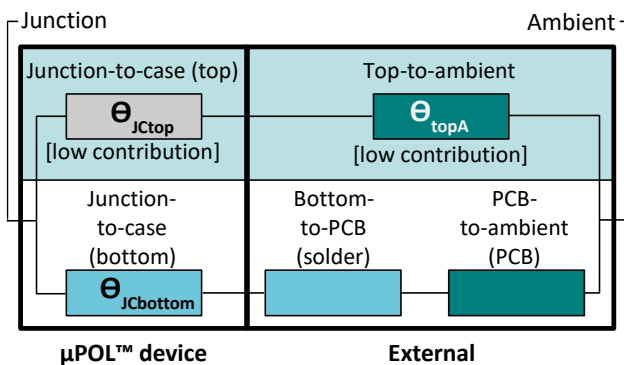 Junction
Ambient
Junction-to-case (top)
Top-to-ambient
ΘJCtop
ΘtopA
[low contribution]
[low contribution]
Junction-
to-case
(bottom)
Bottom-
to-PCB
(solder)
PCB-
to-ambient
(PCB)
ΘJCbottom
µPOL™ device
External